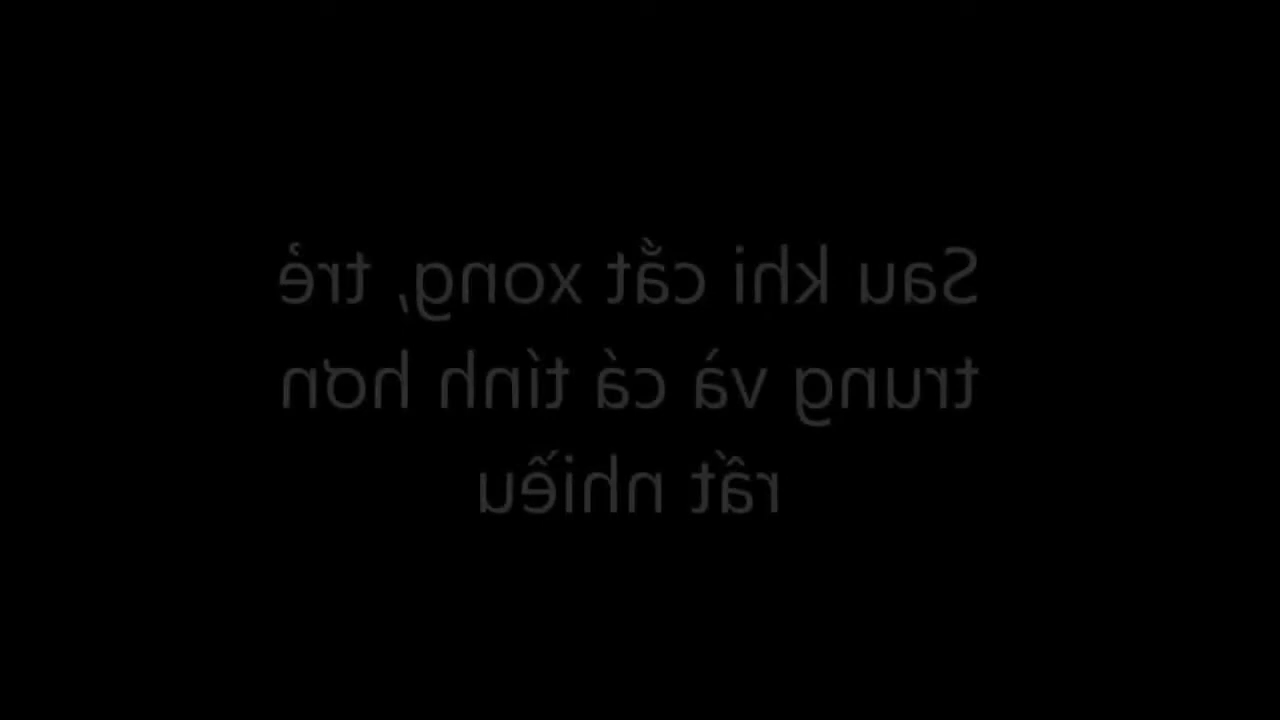 Sau khi cắt xong, trẻ
trung và cá tính hơn
rất nhiều